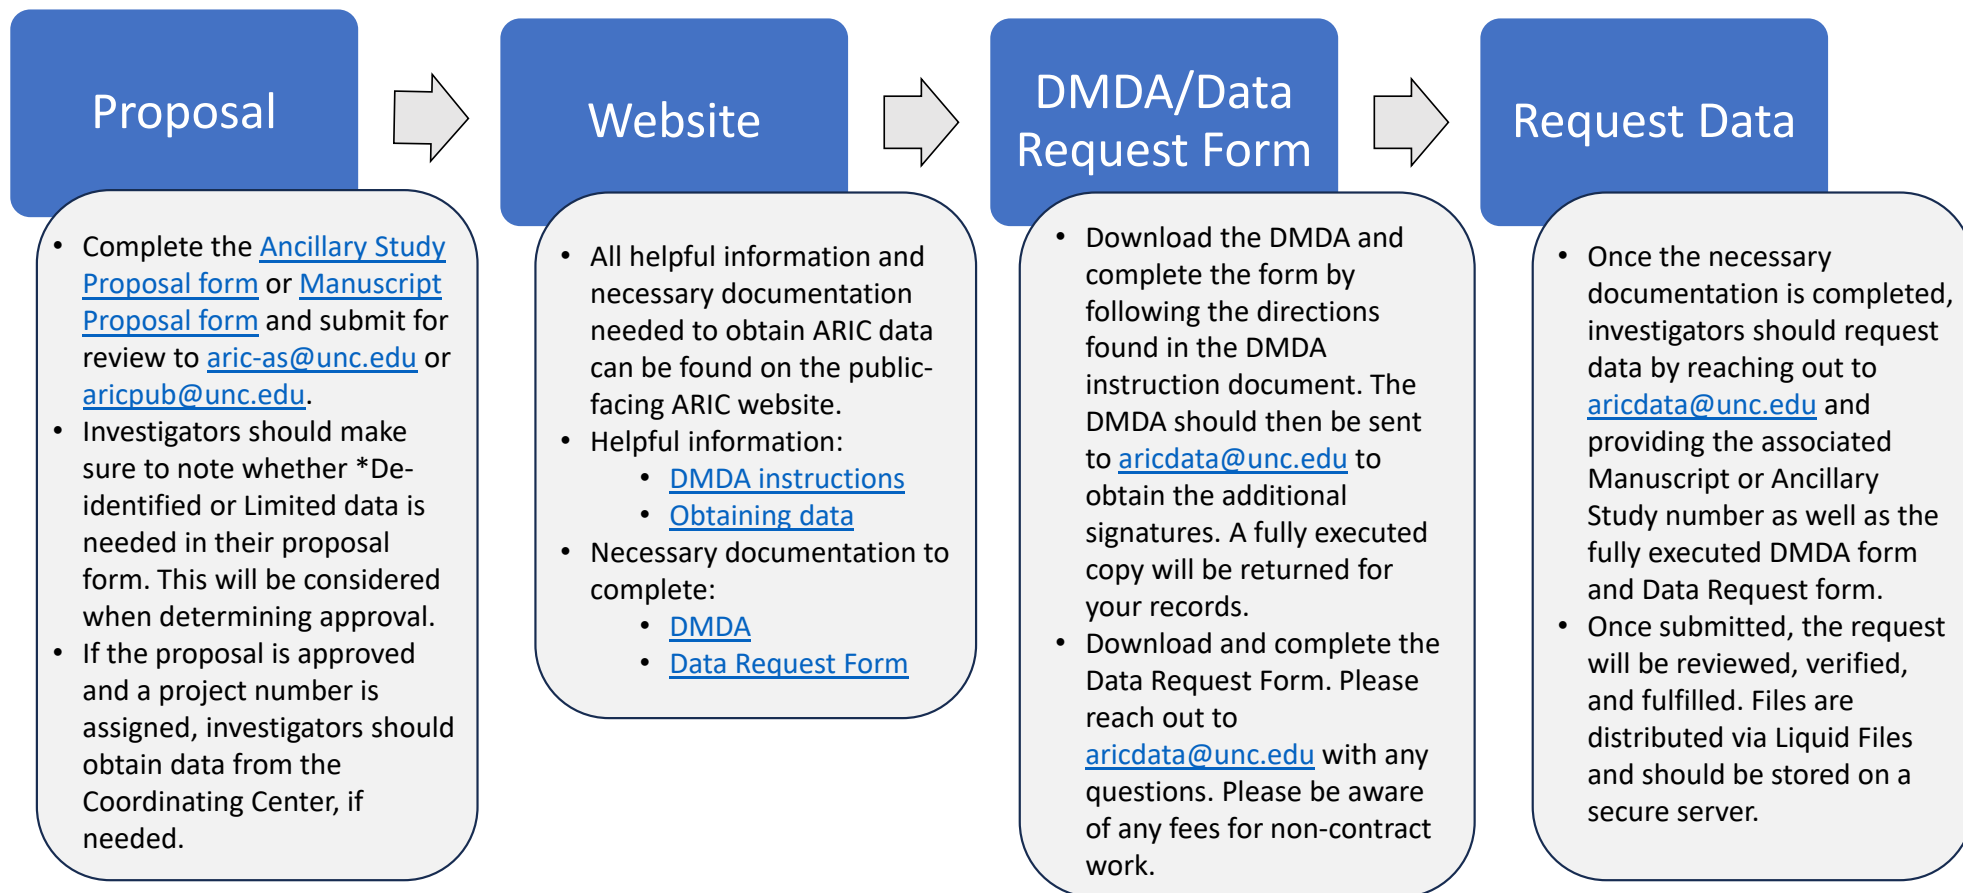 Proposal
• Complete the Ancillary Study
Proposal form or Manuscript
Proposal form and submit for
review to aric-as@unc.edu or
aricpub@unc.edu.
• Investigators should make
sure to note whether *De-
identified or Limited data is
needed in their proposal
form. This will be considered
when determining approval.
• If the proposal is approved
and a project number is
assigned, investigators should
obtain data from the
Coordinating Center, if
needed.
Website
• All helpful information and
necessary documentation
needed to obtain ARIC data
can be found on the public-
facing ARIC website.
• Helpful information:
• DMDA instructions
• Obtaining data
• Necessary documentation to
complete:
• DMDA
• Data Request Form
DMDA/Data
Request Form
• Download the DMDA and
complete the form by
following the directions
found in the DMDA
instruction document. The
DMDA should then be sent
to aricdata@unc.edu to
obtain the additional
signatures. A fully executed
copy will be returned for
your records.
• Download and complete the
Data Request Form. Please
reach out to
aricdata@unc.edu with any
questions. Please be aware
of any fees for non-contract
work.
Request Data
• Once the necessary
documentation is completed,
investigators should request
data by reaching out to
aricdata@unc.edu and
providing the associated
Manuscript or Ancillary
Study number as well as the
fully executed DMDA form
and Data Request form.
• Once submitted, the request
will be reviewed, verified,
and fulfilled. Files are
distributed via Liquid Files
and should be stored on a
secure server.